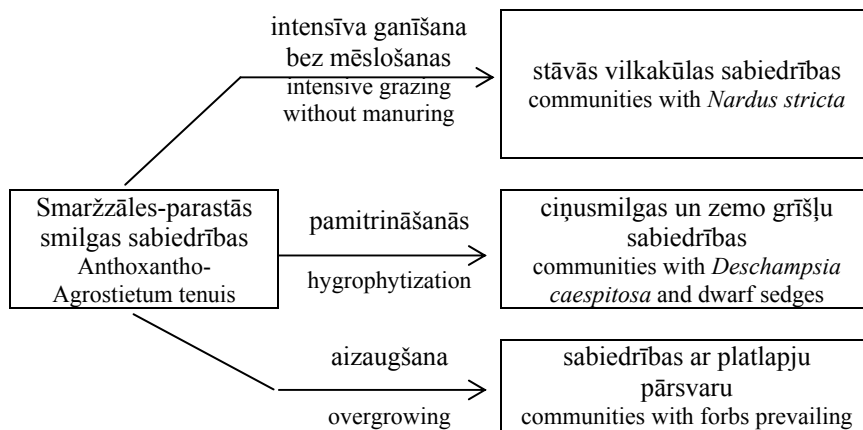 intensīva ganīšana
bez mēslošanas
intensive grazing
without manuring
stāvās vilkakūlas sabiedrības
communities with Nardus stricta
Smaržzāles-parastās
smilgas sabiedrības
Anthoxantho-
Agrostietum tenuis
pamitrināšanās
hygrophytization
ciņusmilgas un zemo grīšļu
sabiedrības
communities with Deschampsia
caespitosa and dwarf sedges
aizaugšana
overgrowing
sabiedrības ar platlapju
pārsvaru
communities with forbs prevailing